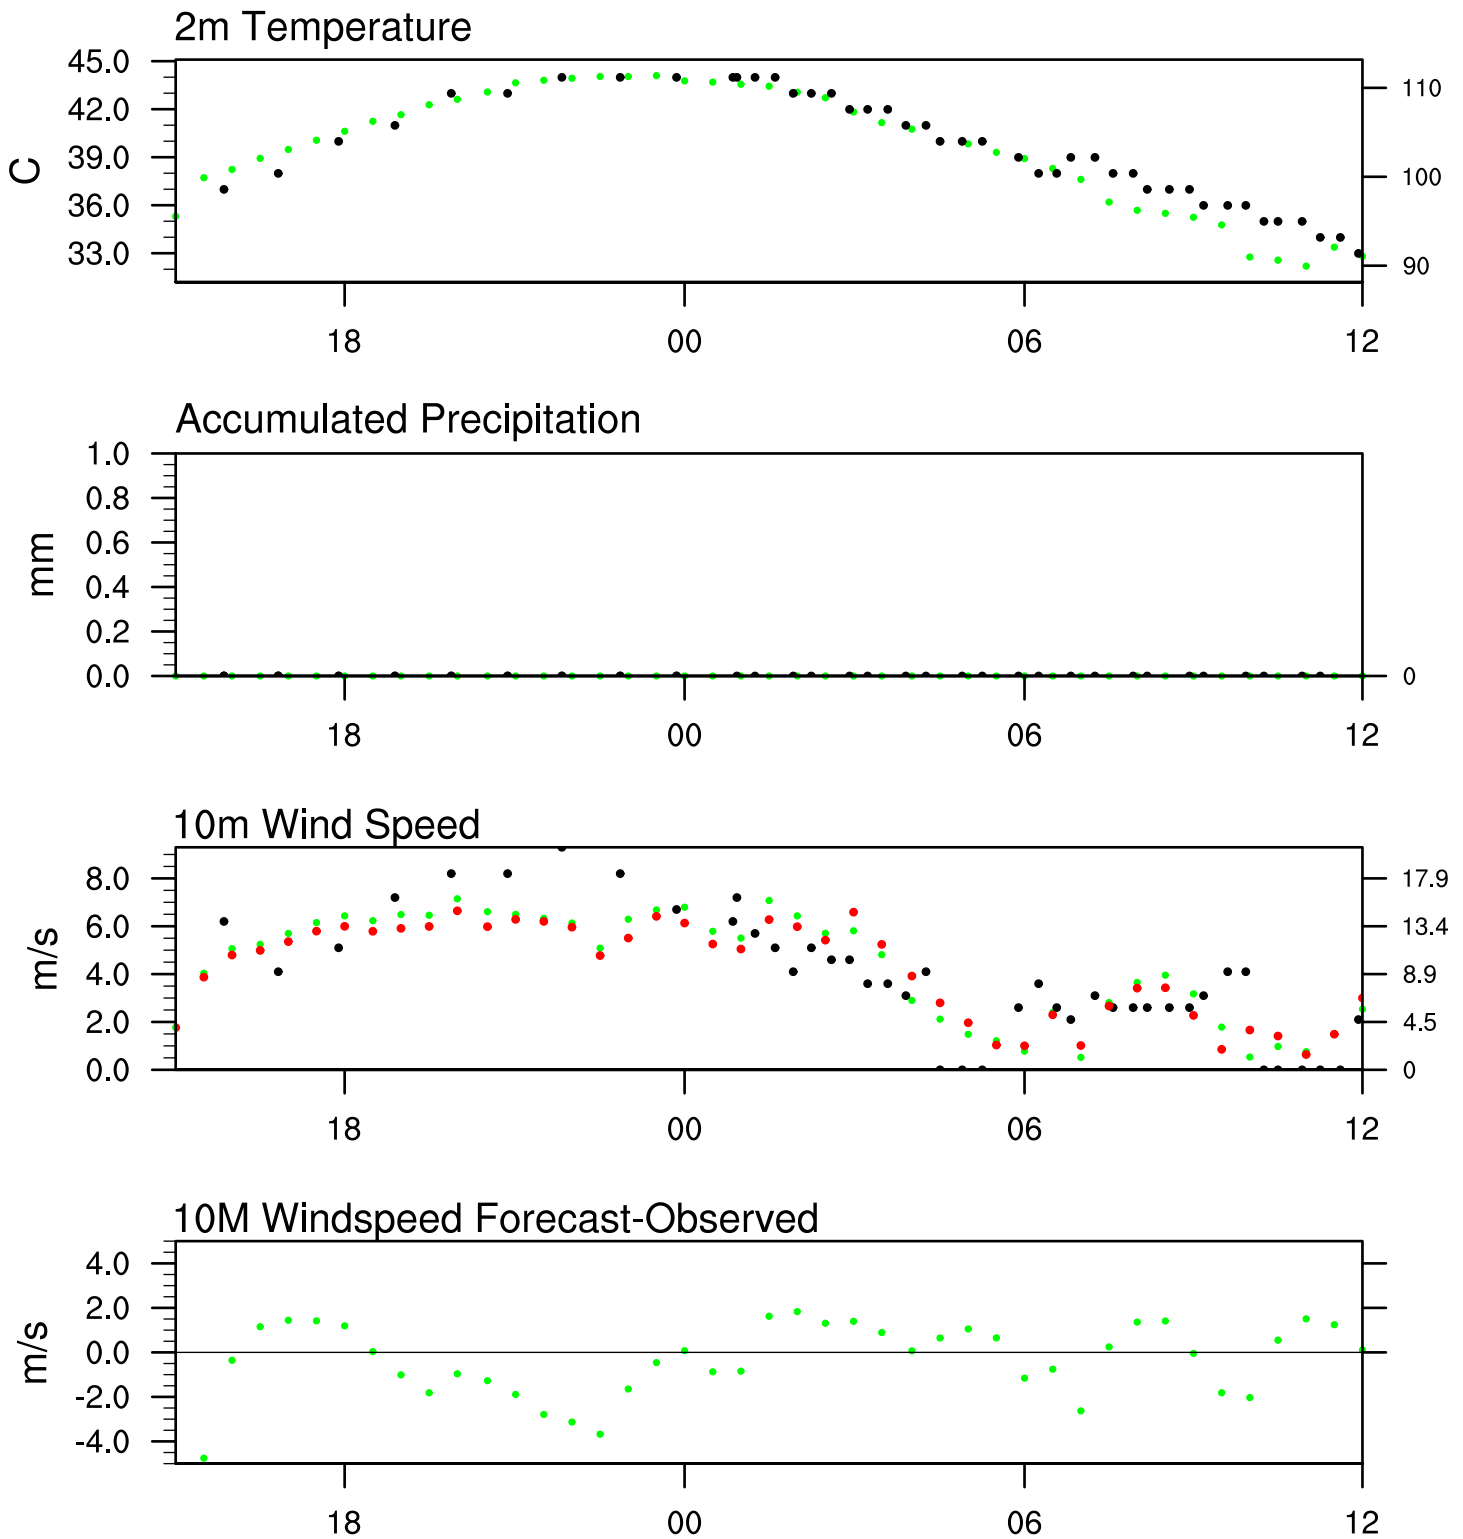 2m Temperature
45.0
42.0
39.0
36.0
33.0
C
110
100
90
18 00 06 12
Accumulated Precipitation
1.0
0.8
0.6
0.4
0.2
0.0
mm
0
18 00 06 12
10m Wind Speed
8.0
6.0
4.0
2.0
0.0
m/s
17.9
13.4
8.9
4.5
0
18 00 06 12
10M Windspeed Forecast-Observed
4.0
2.0
0.0
-2.0
-4.0
m/s
18 00 06 12